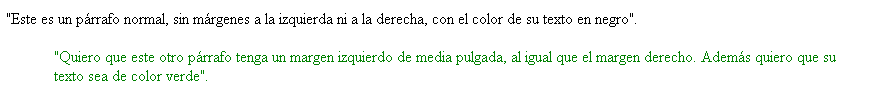 "Este es un párrafo normal, sin márgenes a la izquierda ni a la derecha, con el color de su texto en negro".
"Quiero que este otro párrafo tenga un margen izquierdo de media pulgada, al igual que el margen derecho. Además quiero que su
texto sea de color verde".